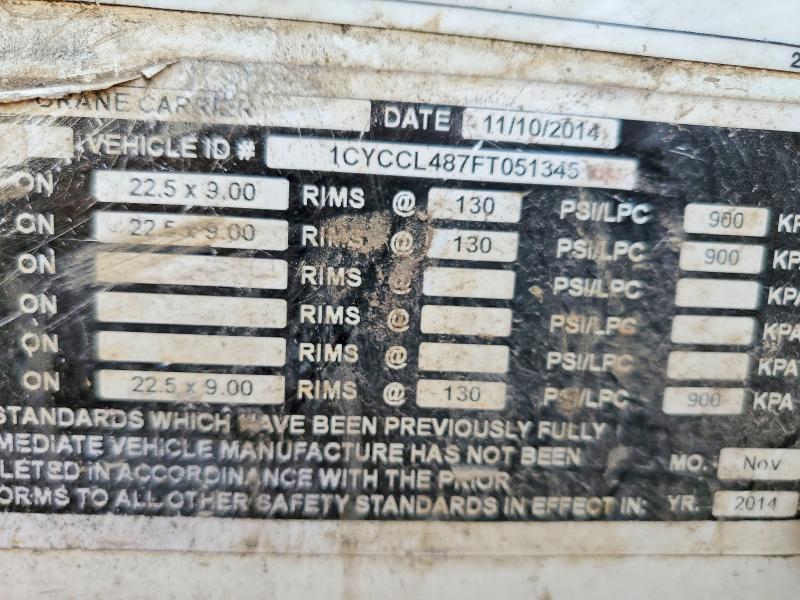 2
CRANE CARRIER DATE 11/10/2014
VEHICLE ID # 1CYCCL487FT051345
ON 22.5 x 9.00 RIMS @ 130 PSI/LPC 900 KP
ON 22.5 x 9.00 RIMS @ 130 PSI/LPC 900 KPA
ON RIMS @ PSI/LPC KPA
ON RIMS @ PSI/LPC KPA
ON RIMS @ PSI/LPC KPA
ON 22.5 x 9.00 RIMS @ 130 PSI/LPC 900 KPA
STANDARDS WHICH HAVE BEEN PREVIOUSLY FULLY
MEDIATE VEHICLE MANUFACTURE HAS NOT BEEN MO. Nov
LETED IN ACCORDINANCE WITH THE PRIOR
ORMS TO ALL OTHER SAFETY STANDARDS IN EFFECT IN: YR. 2014